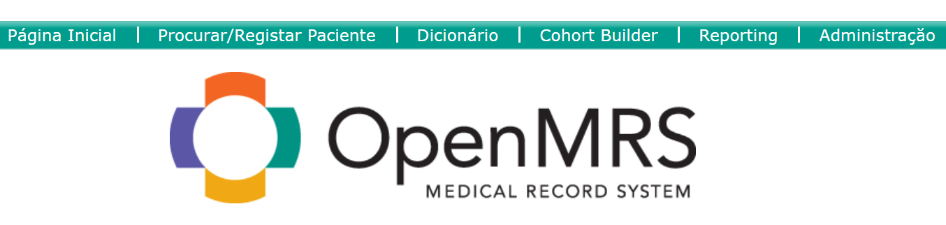 Página Inicial | Procurar/Registar Paciente | Dicionário | Cohort Builder | Reporting | Administração
OpenMRS
MEDICAL RECORD SYSTEM